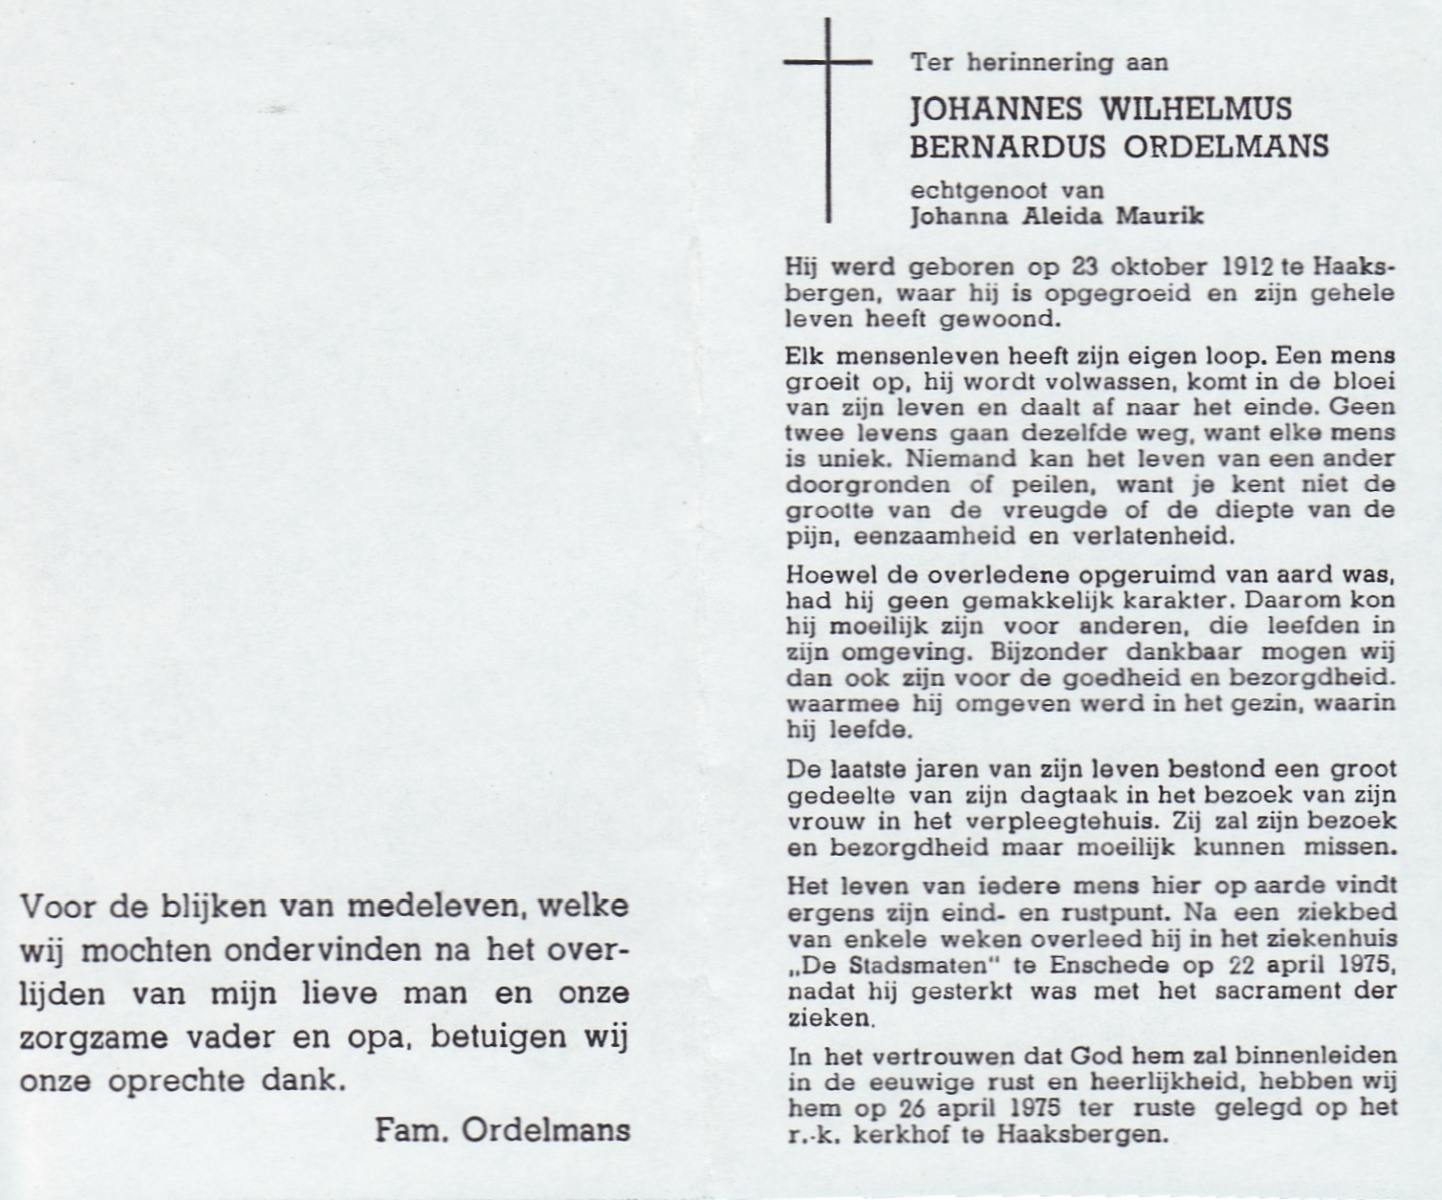 Voor de blijken van medeleven, welke
wij mochten ondervinden na het over-
lijden van mijn lieve man en onze
zorgzame vader en opa, betuigen wij
onze oprechte dank.
Fam. Ordelmans
Ter herinnering aan
JOHANNES WILHELMUS
BERNARDUS ORDELMANS
echtgenoot van
Johanna Aleida Maurik
Hij werd geboren op 23 oktober 1912 te Haaks-
bergen, waar hij is opgegroeid en zijn gehele
leven heeft gewoond.
Elk mensenleven heeft zijn eigen loop. Een mens
groeit op, hij wordt volwassen, komt in de bloei
van zijn leven en daalt af naar het einde. Geen
twee levens gaan dezelfde weg, want elke mens
is uniek. Niemand kan het leven van een ander
doorgronden of peilen, want je kent niet de
grootte van de vreugde of de diepte van de
pijn, eenzaamheid en verlatenheid.
Hoewel de overledene opgeruimd van aard was,
had hij geen gemakkelijk karakter. Daarom kon
hij moeilijk zijn voor anderen, die leefden in
zijn omgeving. Bijzonder dankbaar mogen wij
dan ook zijn voor de goedheid en bezorgdheid.
waarmee hij omgeven werd in het gezin, waarin
hij leefde.
De laatste jaren van zijn leven bestond een groot
gedeelte van zijn dagtaak in het bezoek van zijn
vrouw in het verpleegtehuis. Zij zal zijn bezoek
en bezorgdheid maar moeilijk kunnen missen.
Het leven van iedere mens hier op aarde vindt
ergens zijn eind- en rustpunt. Na een ziekbed
van enkele weken overleed hij in het ziekenhuis
„De Stadsmaten" te Enschede op 22 april 1975,
nadat hij gesterkt was met het sacrament der
zieken.
In het vertrouwen dat God hem zal binnenleiden
in de eeuwige rust en heerlijkheid, hebben wij
hem op 26 april 1975 ter ruste gelegd op het
r.-k. kerkhof te Haaksbergen.